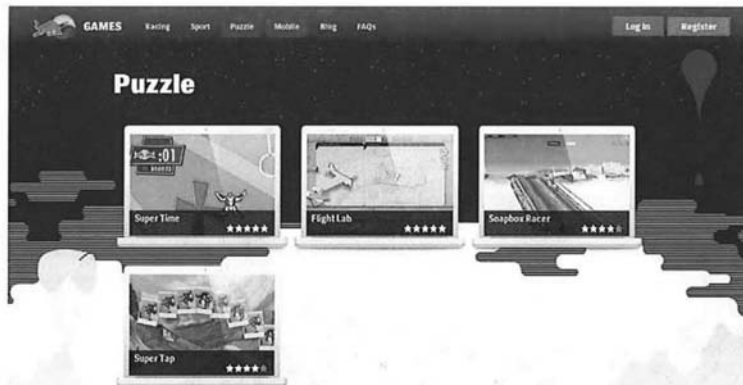 GAMES Racing Sport Puzzle Mobile Blog FAQs Log In Register
Puzzle
:01
Super Time
Flight Lab
Soapbox Racer
Super Tap